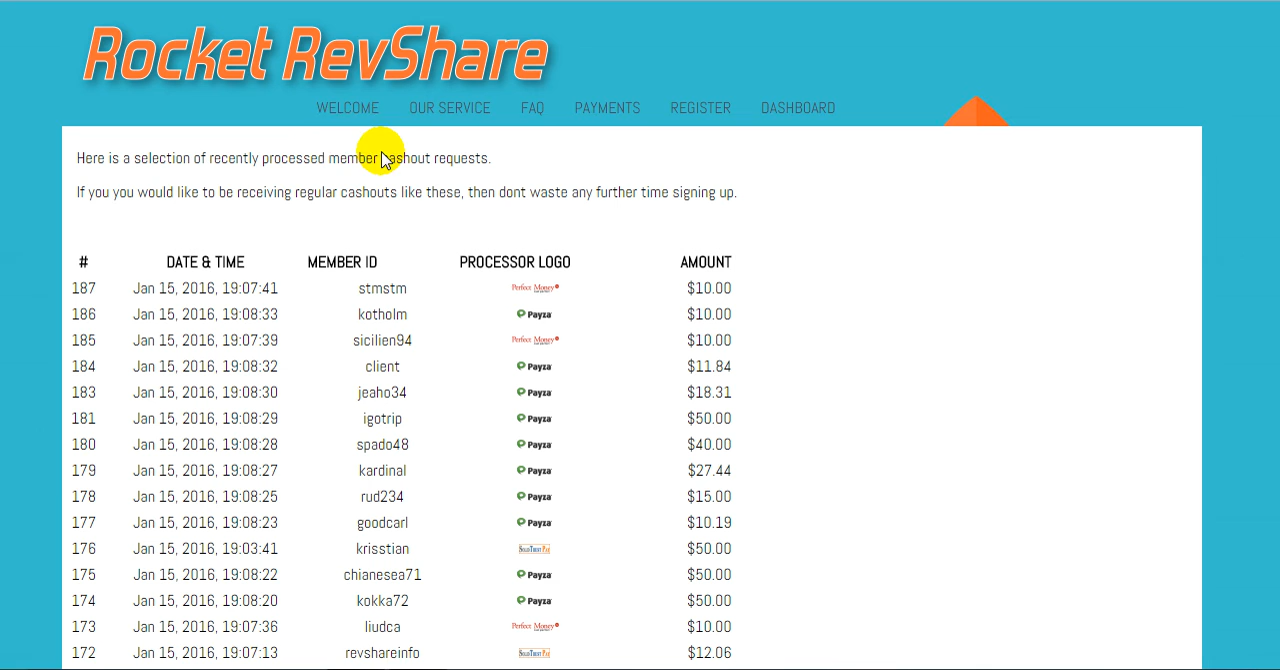 Rocket RevShare
WELCOME OUR SERVICE FAQ PAYMENTS REGISTER DASHBOARD
Here is a selection of recently processed member cashout requests.
If you you would like to be receiving regular cashouts like these, then dont waste any further time signing up.
# DATE & TIME MEMBER ID PROCESSOR LOGO AMOUNT
187 Jan 15, 2016, 19:07:41 stmstm Perfect Money $10.00
186 Jan 15, 2016, 19:08:33 kotholm Payza $10.00
185 Jan 15, 2016, 19:07:39 sicilien94 Perfect Money $10.00
184 Jan 15, 2016, 19:08:32 client Payza $11.84
183 Jan 15, 2016, 19:08:30 jeaho34 Payza $18.31
181 Jan 15, 2016, 19:08:29 igotrip Payza $50.00
180 Jan 15, 2016, 19:08:28 spado48 Payza $40.00
179 Jan 15, 2016, 19:08:27 kardinal Payza $27.44
178 Jan 15, 2016, 19:08:25 rud234 Payza $15.00
177 Jan 15, 2016, 19:08:23 goodcarl Payza $10.19
176 Jan 15, 2016, 19:03:41 krisstian SolidTrust Pay $50.00
175 Jan 15, 2016, 19:08:22 chianesea71 Payza $50.00
174 Jan 15, 2016, 19:08:20 kokka72 Payza $50.00
173 Jan 15, 2016, 19:07:36 liudca Perfect Money $10.00
172 Jan 15, 2016, 19:07:13 revshareinfo SolidTrust Pay $12.06